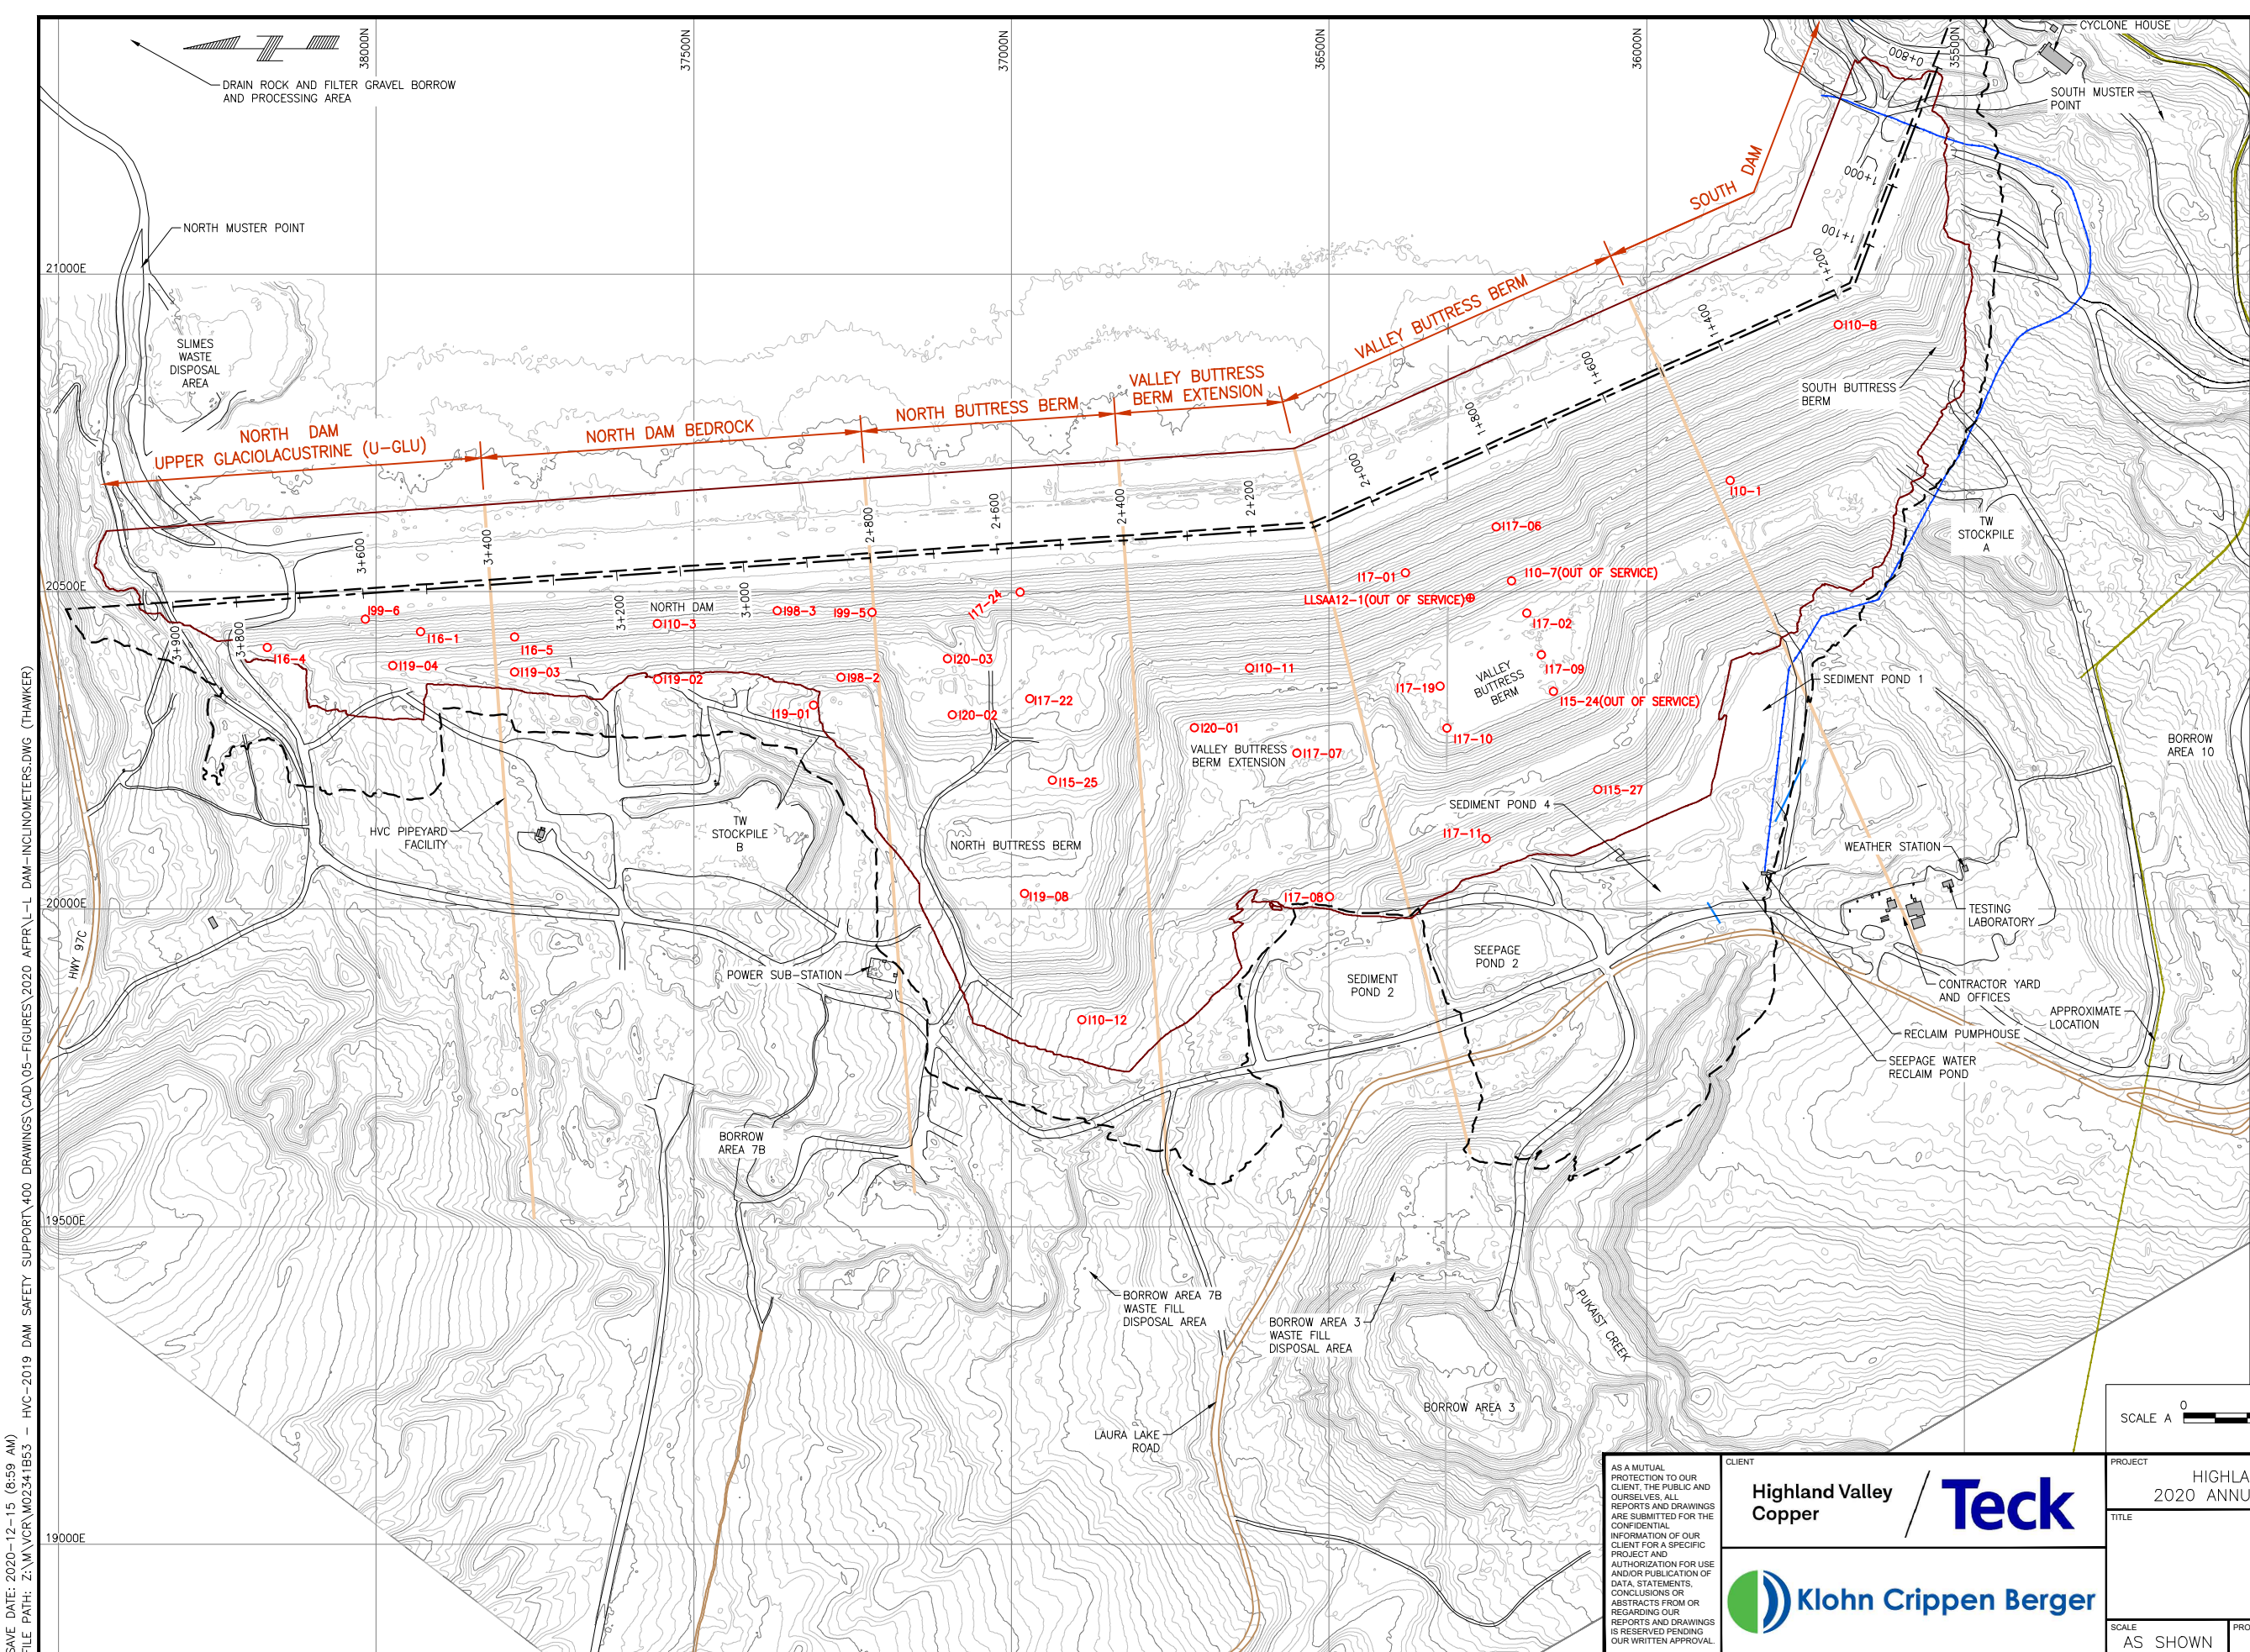 38000N
37500N
37000N
36500N
36000N
35500N
CYCLONE HOUSE
0+800
DRAIN ROCK AND FILTER GRAVEL BORROW
AND PROCESSING AREA
SOUTH MUSTER
POINT
SOUTH DAM
1+000
1+100
1+200
NORTH MUSTER POINT
21000E
VALLEY BUTTRESS BERM
1+400
I10-8
SLIMES
WASTE
DISPOSAL
AREA
1+600
SOUTH BUTTRESS
BERM
VALLEY BUTTRESS
BERM EXTENSION
NORTH BUTTRESS BERM
NORTH DAM BEDROCK
NORTH DAM
UPPER GLACIOLACUSTRINE (U-GLU)
1+800
2+000
2+200
2+400
2+600
2+800
3+000
3+200
3+400
3+600
3+800
3+900
I10-1
I17-06
TW
STOCKPILE
A
20500E
I17-01
I10-7(OUT OF SERVICE)
LLSAA12-1(OUT OF SERVICE)
I99-6
NORTH DAM
I98-3
I99-5
I17-24
I16-1
I10-3
I17-02
I16-4
I16-5
I19-04
I19-03
I19-02
I98-2
I20-03
I10-11
I17-09
VALLEY
BUTTRESS
BERM
I17-19
I15-24(OUT OF SERVICE)
SEDIMENT POND 1
I19-01
I20-02
I17-22
I20-01
I17-10
VALLEY BUTTRESS
BERM EXTENSION
I17-07
BORROW
AREA 10
I15-25
I15-27
SEDIMENT POND 4
HVC PIPEYARD
FACILITY
TW
STOCKPILE
B
NORTH BUTTRESS BERM
I17-11
WEATHER STATION
I19-08
I17-08
20000E
TESTING
LABORATORY
HWY 97C
POWER SUB-STATION
SEEPAGE
POND 2
SEDIMENT
POND 2
CONTRACTOR YARD
AND OFFICES
APPROXIMATE
LOCATION
I10-12
RECLAIM PUMPHOUSE
SEEPAGE WATER
RECLAIM POND
BORROW
AREA 7B
19500E
BORROW AREA 7B
WASTE FILL
DISPOSAL AREA
BORROW AREA 3
WASTE FILL
DISPOSAL AREA
PUKAIST CREEK
BORROW AREA 3
LAURA LAKE
ROAD
19000E
SAVE DATE: 2020-12-15 (8:59 AM)
FILE PATH: Z:\M\VCR\M02341B53 - HVC-2019 DAM SAFETY SUPPORT\400 DRAWINGS\CAD\05-FIGURES\2020 AFPR\L-L DAM-INCLINOMETERS.DWG (THAWKER)
SCALE A
0
AS A MUTUAL
PROTECTION TO OUR
CLIENT, THE PUBLIC AND
OURSELVES, ALL
REPORTS AND DRAWINGS
ARE SUBMITTED FOR THE
CONFIDENTIAL
INFORMATION OF OUR
CLIENT FOR A SPECIFIC
PROJECT AND
AUTHORIZATION FOR USE
AND/OR PUBLICATION OF
DATA, STATEMENTS,
CONCLUSIONS OR
ABSTRACTS FROM OR
REGARDING OUR
REPORTS AND DRAWINGS
IS RESERVED PENDING
OUR WRITTEN APPROVAL.
CLIENT
Highland Valley
Copper
Teck
Klohn Crippen Berger
PROJECT
HIGHLA
2020 ANNU
TITLE
SCALE
AS SHOWN
PRO